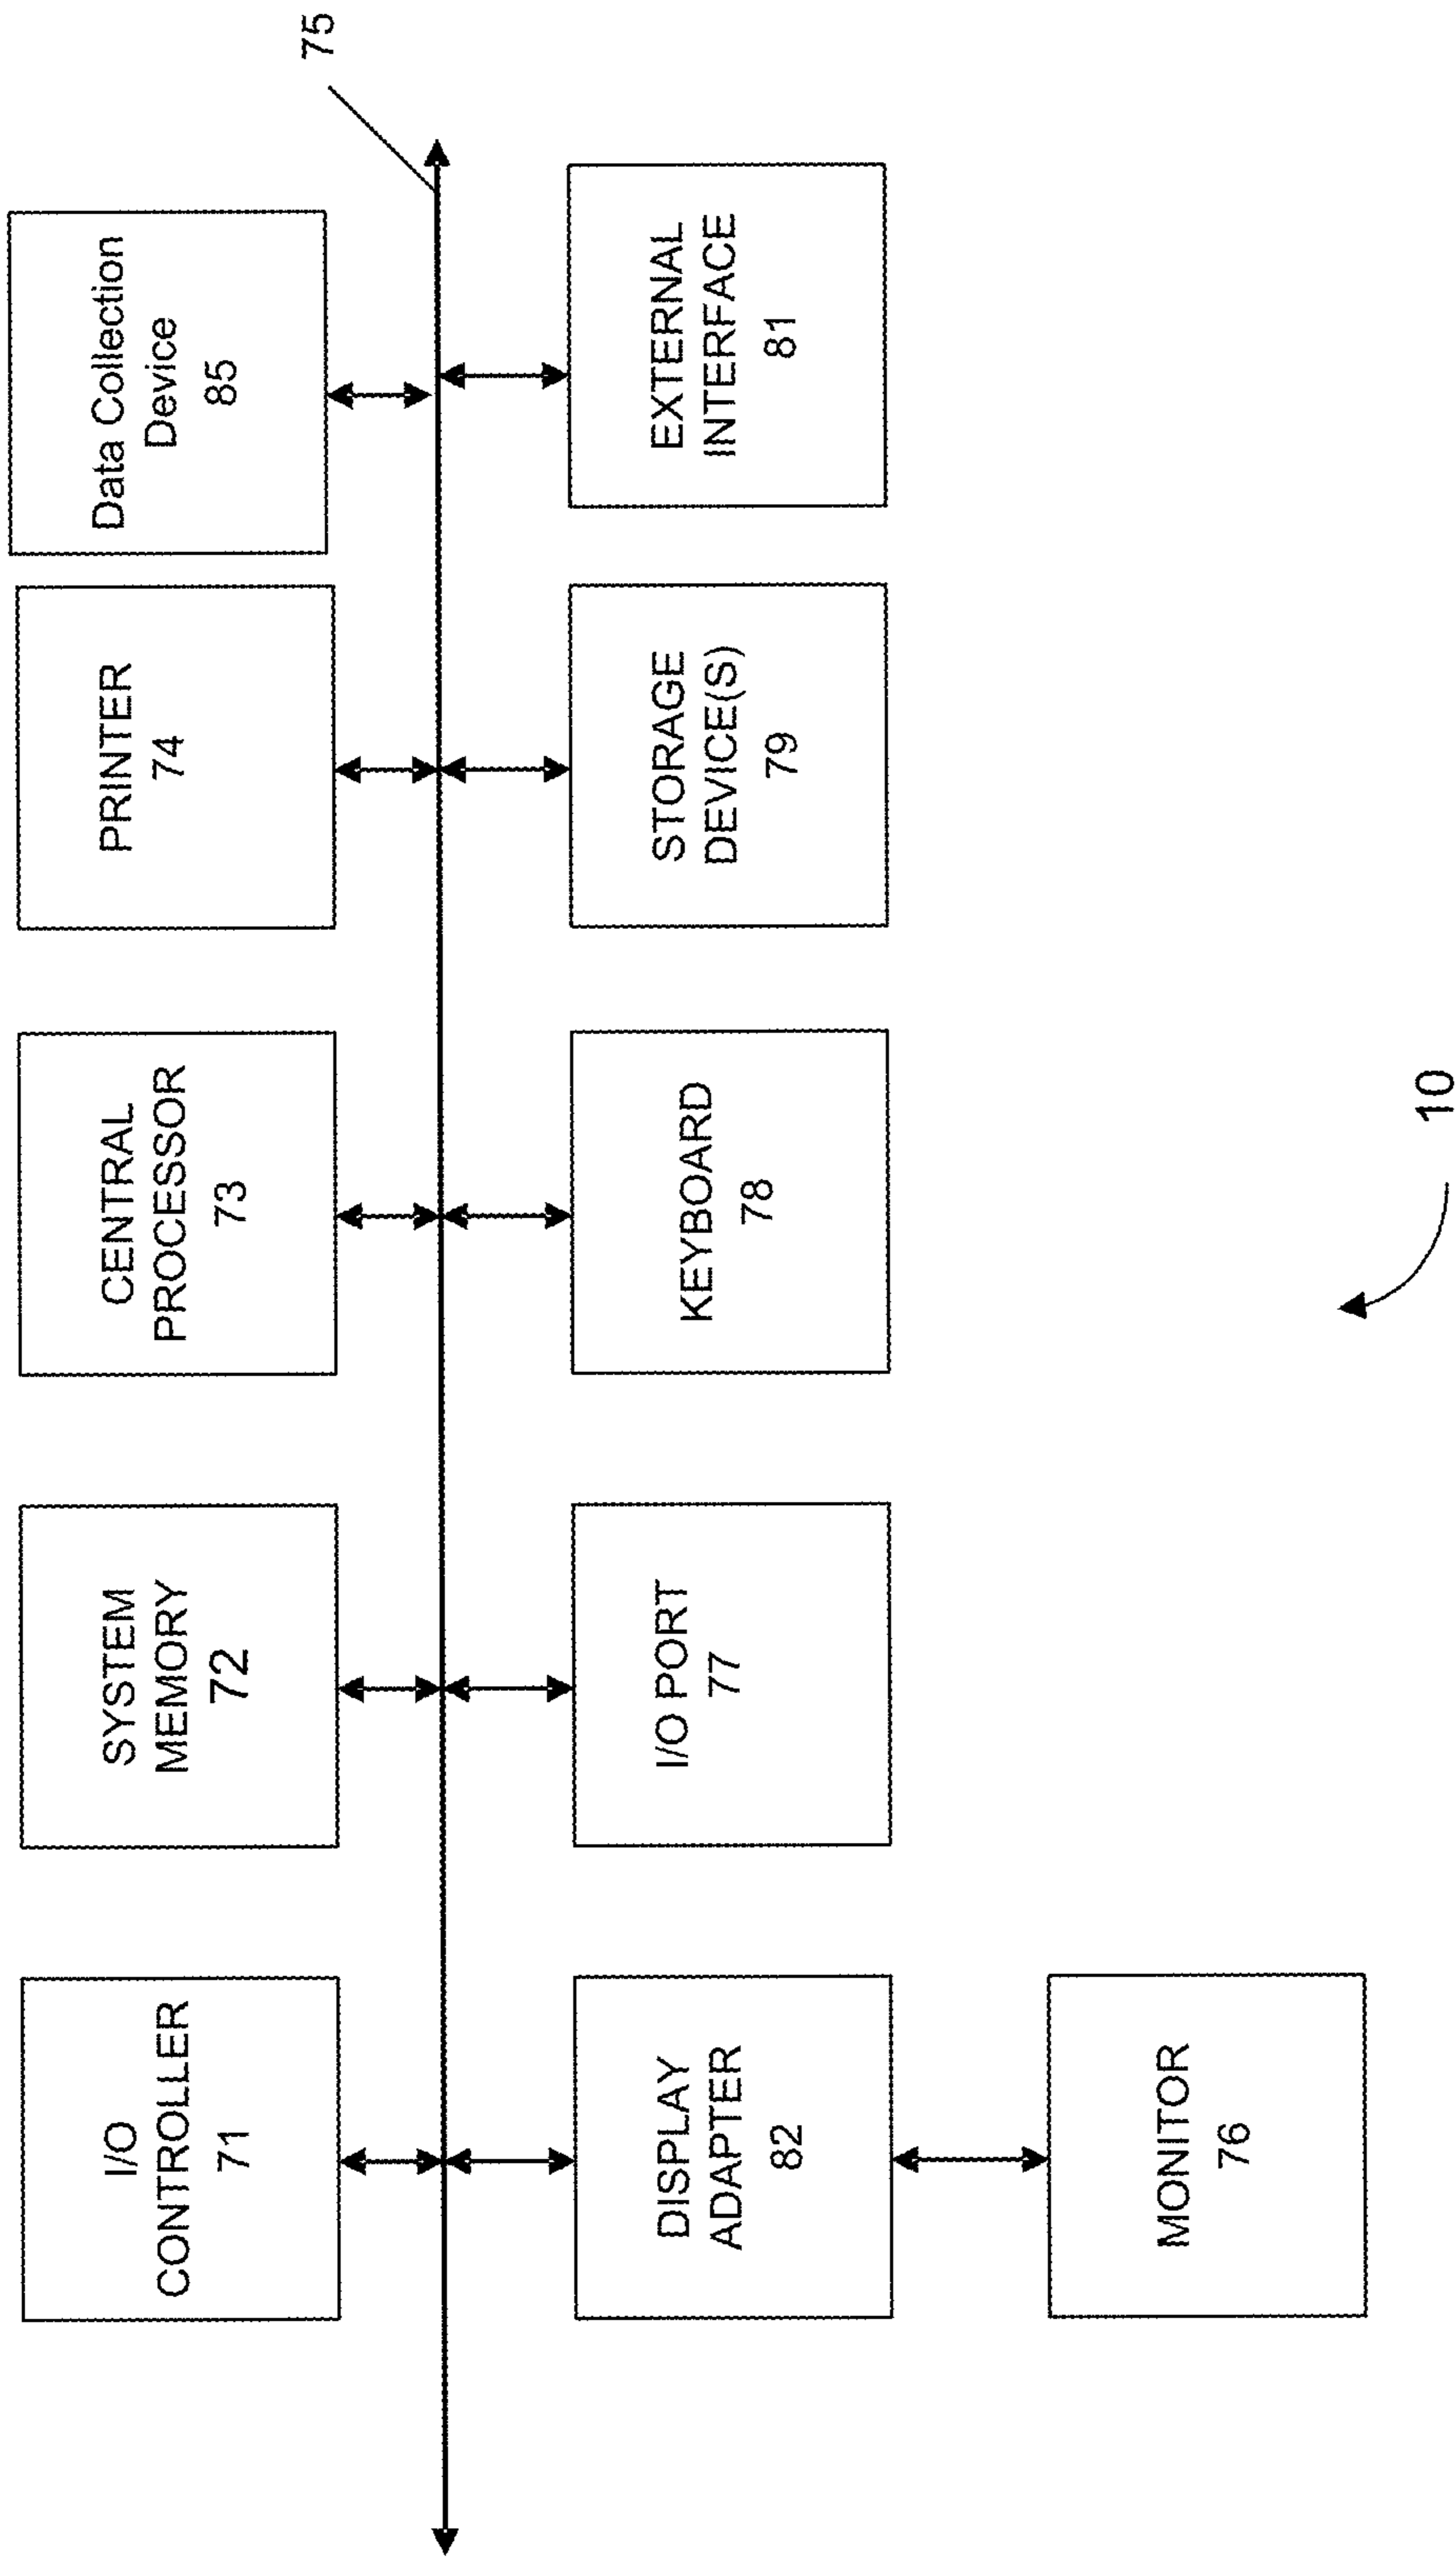 I/O
CONTROLLER
71
SYSTEM
MEMORY
72
CENTRAL
PROCESSOR
73
PRINTER
74
Data Collection
Device
85
75
DISPLAY
ADAPTER
82
I/O PORT
77
KEYBOARD
78
STORAGE
DEVICE(S)
79
EXTERNAL
INTERFACE
81
MONITOR
76
10